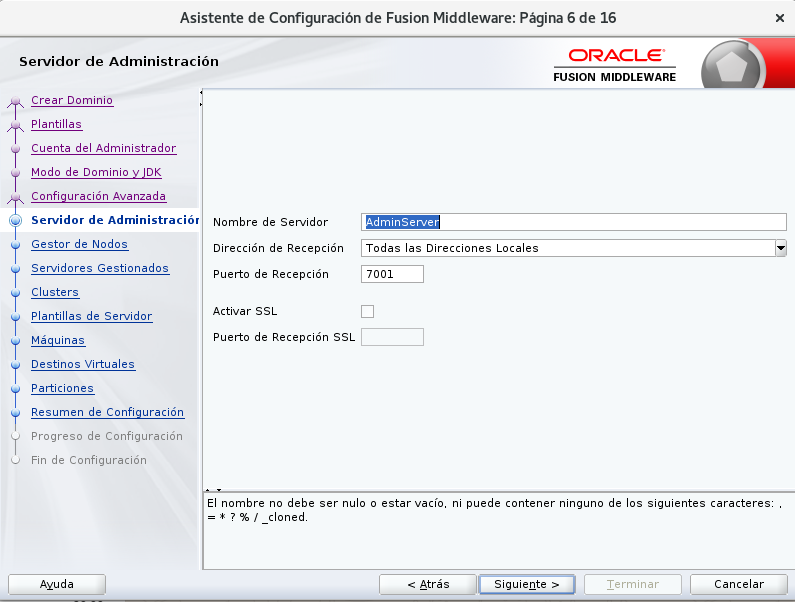 Asistente de Configuración de Fusion Middleware: Página 6 de 16
Servidor de Administración
ORACLE
FUSION MIDDLEWARE
Crear Dominio
Plantillas
Cuenta del Administrador
Modo de Dominio y JDK
Configuración Avanzada
Servidor de Administración
Gestor de Nodos
Servidores Gestionados
Clusters
Plantillas de Servidor
Máquinas
Destinos Virtuales
Particiones
Resumen de Configuración
Progreso de Configuración
Fin de Configuración
Nombre de Servidor AdminServer
Dirección de Recepción Todas las Direcciones Locales
Puerto de Recepción 7001
Activar SSL
Puerto de Recepción SSL
El nombre no debe ser nulo o estar vacío, ni puede contener ninguno de los siguientes caracteres: ,
= * ? % / _cloned.
Ayuda < Atrás Siguiente > Terminar Cancelar